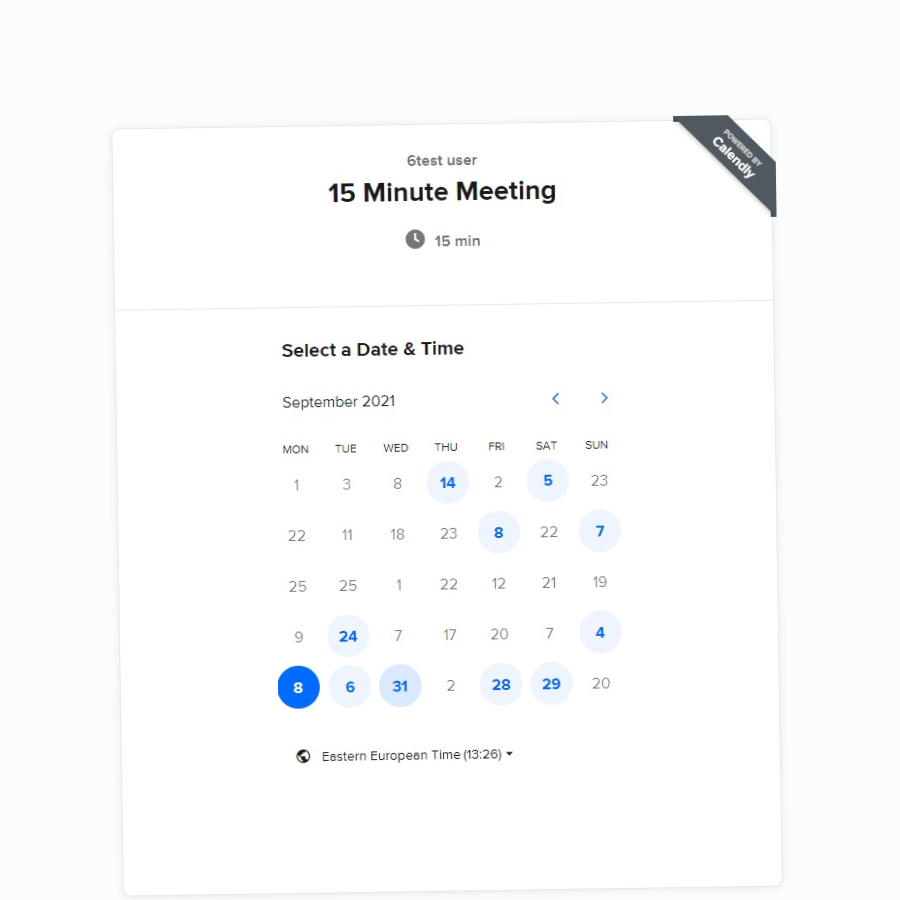 POWERED BY
Calendly
6test user
15 Minute Meeting
15 min
Select a Date & Time
September 2021
MON TUE WED THU FRI SAT SUN
1 3 8 14 2 5 23
22 11 18 23 8 22 7
25 25 1 22 12 21 19
9 24 7 17 20 7 4
8 6 31 2 28 29 20
Eastern European Time (13:26)